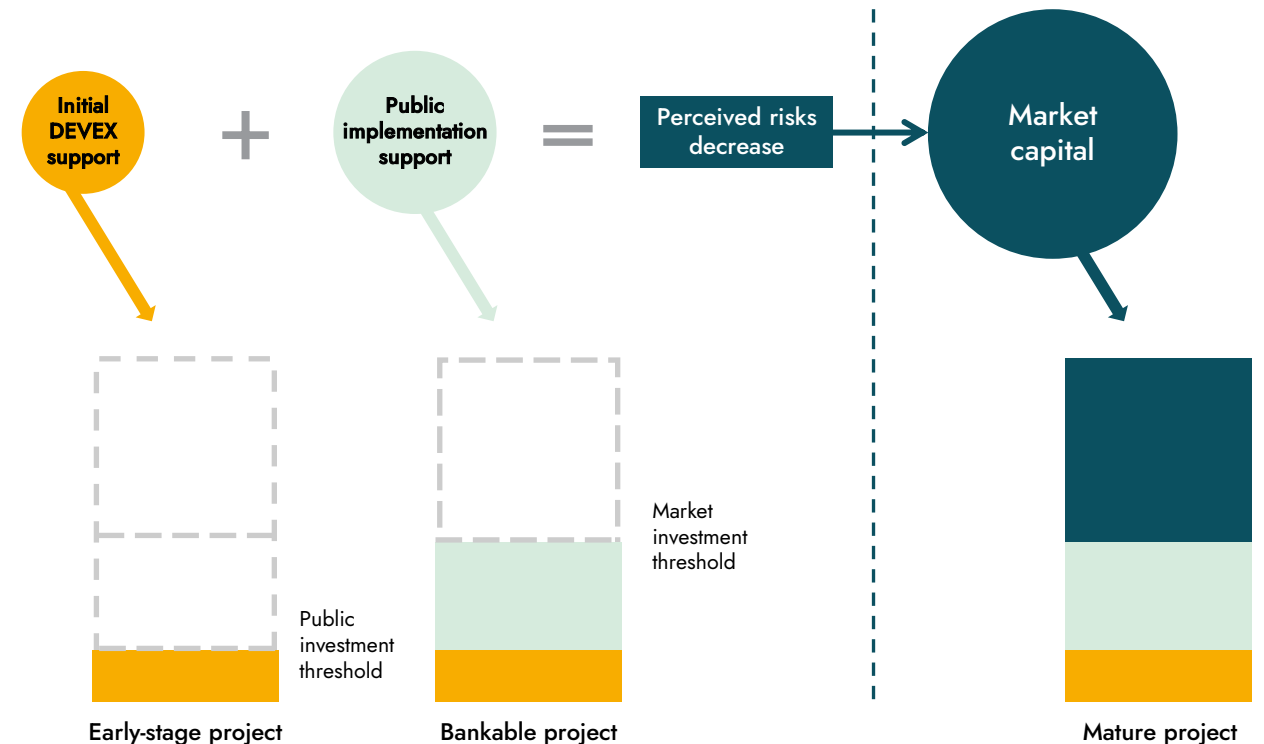 Initial
DEVEX
support
+
Public
implementation
support
=
Perceived risks
decrease
Market
capital
Public
investment
threshold
Market
investment
threshold
Early-stage project
Bankable project
Mature project